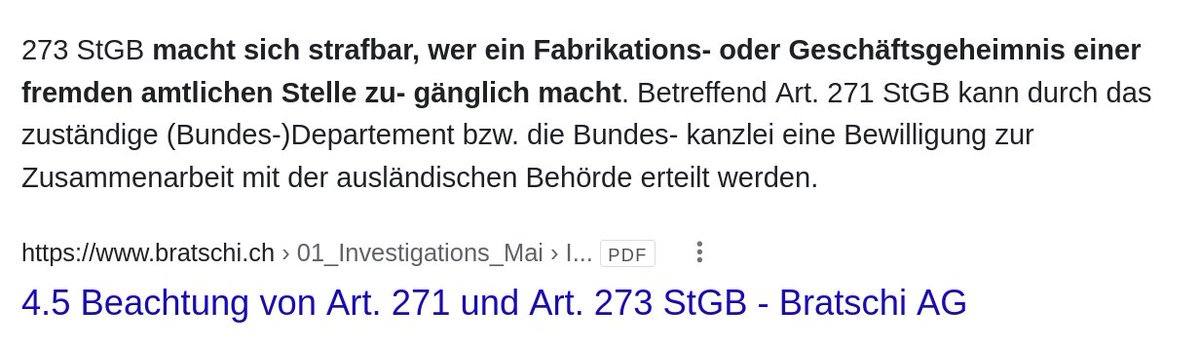 273 StGB macht sich strafbar, wer ein Fabrikations- oder Geschäftsgeheimnis einer
fremden amtlichen Stelle zu- gänglich macht. Betreffend Art. 271 StGB kann durch das
zuständige (Bundes-)Departement bzw. die Bundes- kanzlei eine Bewilligung zur
Zusammenarbeit mit der ausländischen Behörde erteilt werden.
https://www.bratschi.ch › 01_Investigations_Mai › I... PDF
4.5 Beachtung von Art. 271 und Art. 273 StGB - Bratschi AG